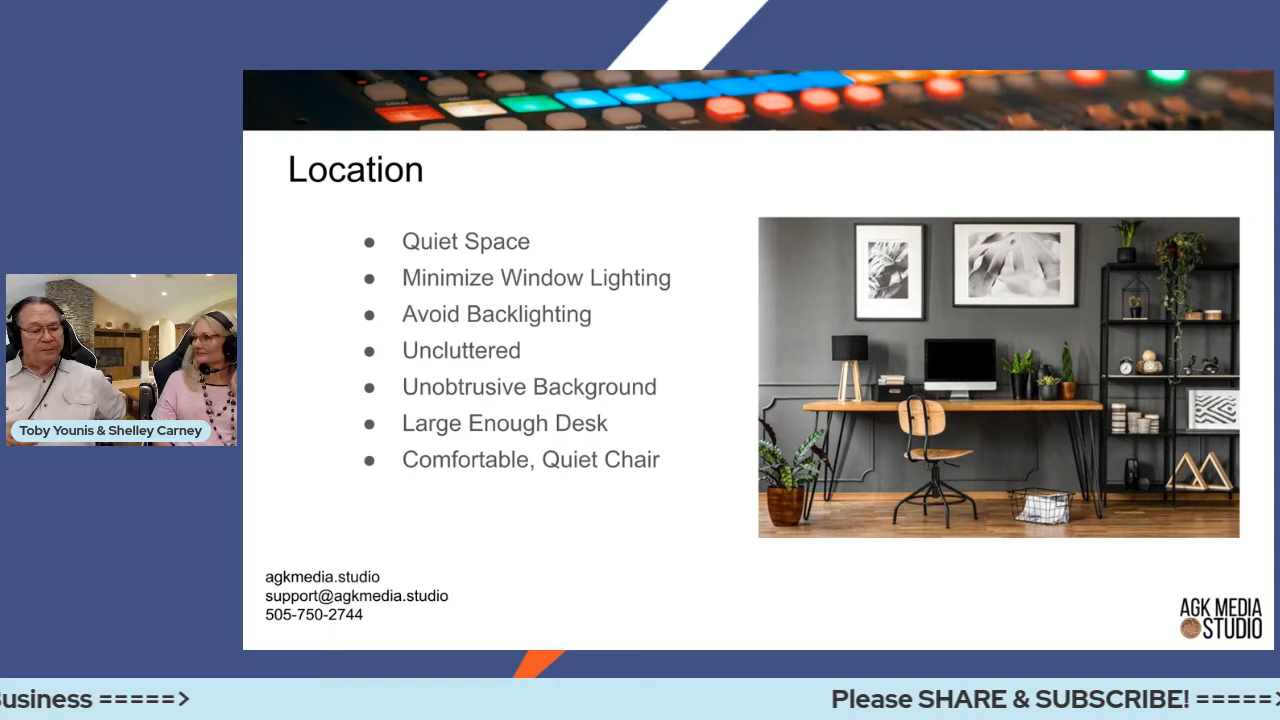 Location
● Quiet Space
● Minimize Window Lighting
● Avoid Backlighting
● Uncluttered
● Unobtrusive Background
● Large Enough Desk
● Comfortable, Quiet Chair
Toby Younis & Shelley Carney
agkmedia.studio
support@agkmedia.studio
505-750-2744
AGK MEDIA
STUDIO
usiness =====> Please SHARE & SUBSCRIBE! =====>